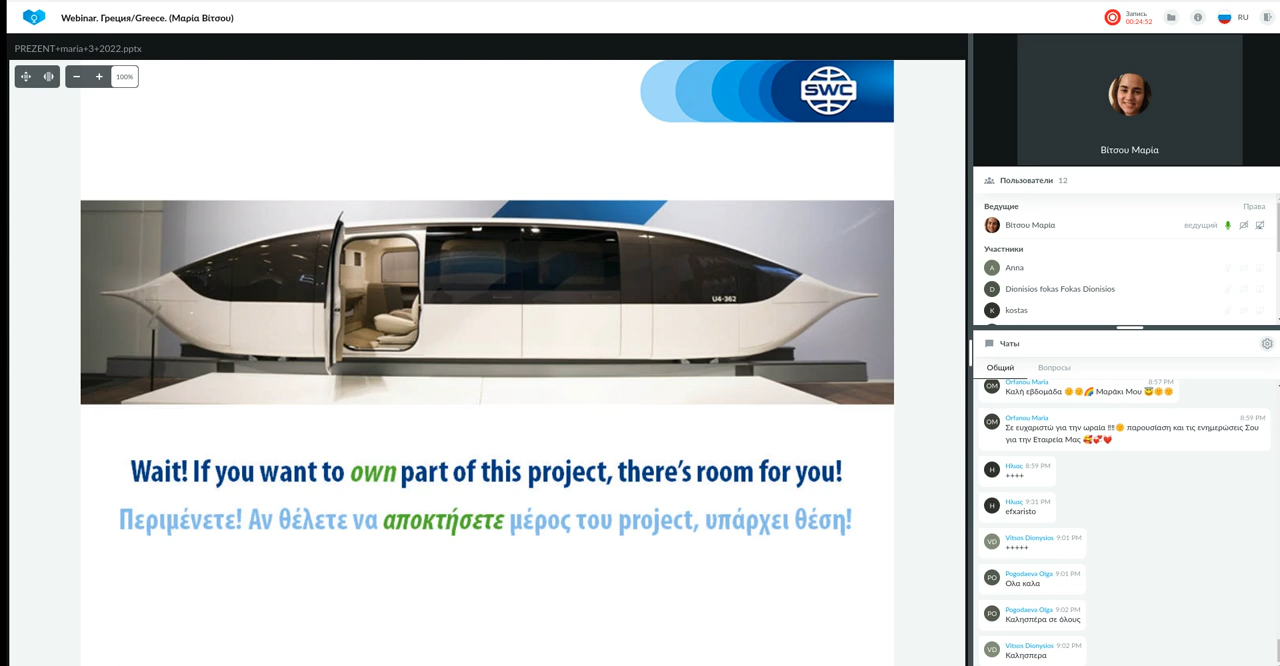 Webinar. Греция/Greece. (Μαρία Βίτσου)
Запись
00:24:52
RU
PREZENT+maria+3+2022.pptx
100%
SWC
U4-362
Wait! If you want to own part of this project, there's room for you!
Περιμένετε! Αν θέλετε να αποκτήσετε μέρος του project, υπάρχει θέση!
Βίτσου Μαρία
Пользователи 12
Ведущие Права
Βίτσου Μαρία ведущий
Участники
A Anna
D Dionisios fokas Fokas Dionisios
K kostas
Чаты
Общий Вопросы
OM Orfanou Maria 8:57 PM
Καλή εβδομάδα 🌞🌞🌈 Μαράκι Μου 😇🌞🌞
OM Orfanou Maria 8:59 PM
Σε ευχαριστώ για την ωραία !!!!🌞 παρουσίαση και τις ενημερώσεις Σου
για την Εταιρεία Μας 🥰💕❤️
Η Ηλιας 8:59 PM
++++
Η Ηλιας 9:31 PM
efxaristo
VD Vitsos Dionysios 9:01 PM
+++++
PO Pogodaeva Olga 9:01 PM
Ολα καλα
PO Pogodaeva Olga 9:02 PM
Καλησπέρα σε όλους
VD Vitsos Dionysios 9:02 PM
Καλησπερα